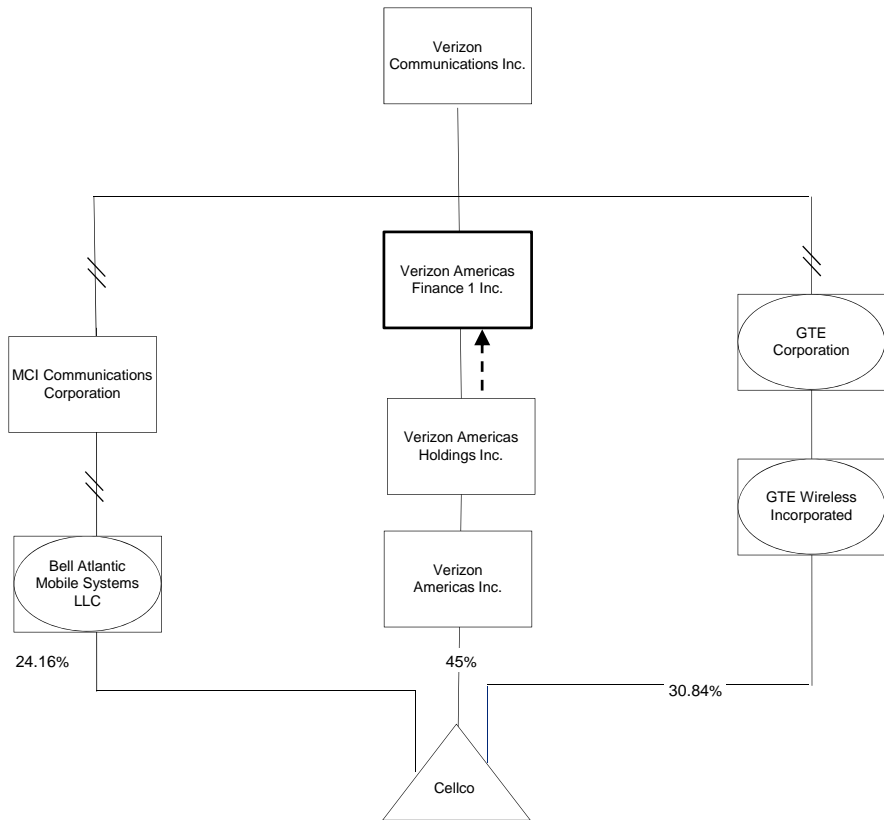 Verizon
Communications Inc.
Verizon Americas
Finance 1 Inc.
GTE
Corporation
MCI Communications
Corporation
Verizon Americas
Holdings Inc.
GTE Wireless
Incorporated
Bell Atlantic
Mobile Systems
LLC
Verizon
Americas Inc.
24.16%
45%
30.84%
Cellco